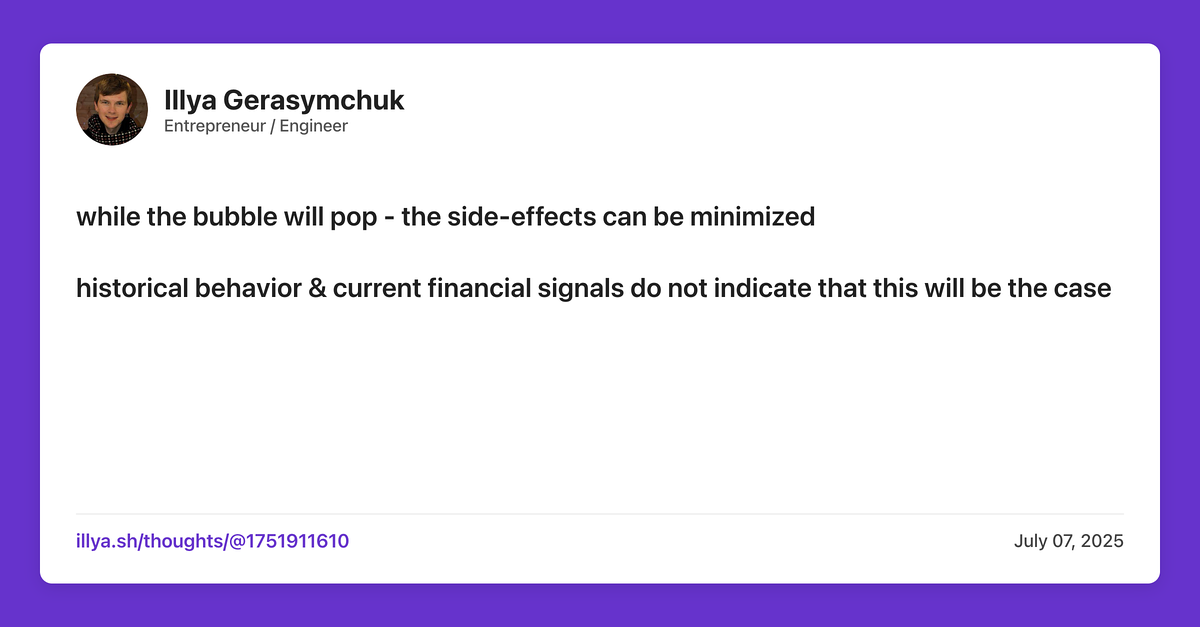 Illya Gerasymchuk
Entrepreneur / Engineer
while the bubble will pop - the side-effects can be minimized
historical behavior & current financial signals do not indicate that this will be the case
illya.sh/thoughts/@1751911610
July 07, 2025